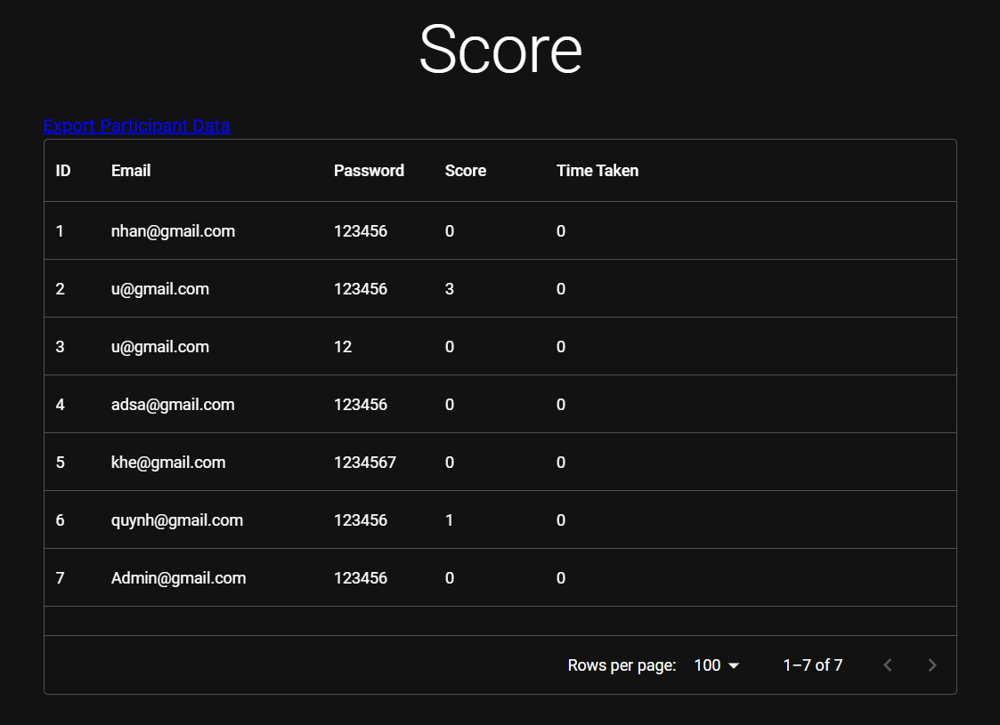 Score
Export Participant Data
ID Email Password Score Time Taken
1 nhan@gmail.com 123456 0 0
2 u@gmail.com 123456 3 0
3 u@gmail.com 12 0 0
4 adsa@gmail.com 123456 0 0
5 khe@gmail.com 1234567 0 0
6 quynh@gmail.com 123456 1 0
7 Admin@gmail.com 123456 0 0
Rows per page: 100 1–7 of 7